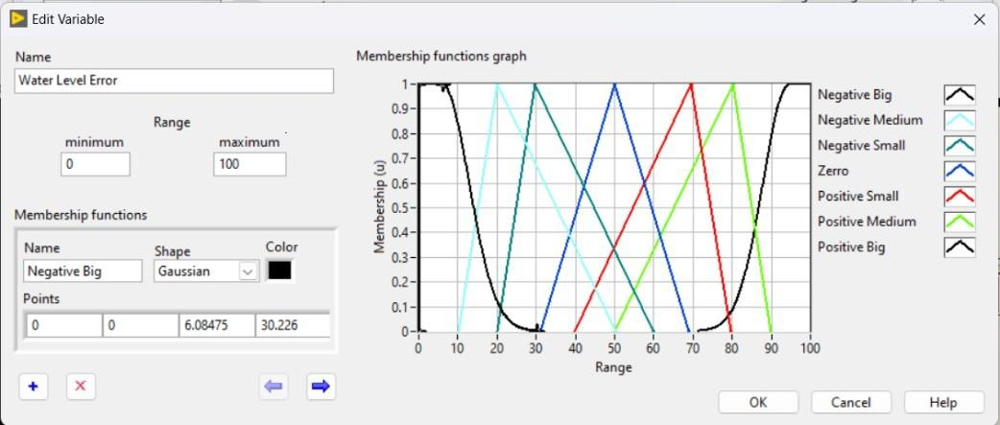 Edit Variable
Name
Water Level Error
Range
minimum maximum
0 100
Membership functions
Name Shape Color
Negative Big Gaussian
Points
0 0 6.08475 30.226
Membership functions graph
Membership (u)
1
0.9
0.8
0.7
0.6
0.5
0.4
0.3
0.2
0.1
0
0 10 20 30 40 50 60 70 80 90 100
Range
Negative Big
Negative Medium
Negative Small
Zerro
Positive Small
Positive Medium
Positive Big
OK Cancel Help